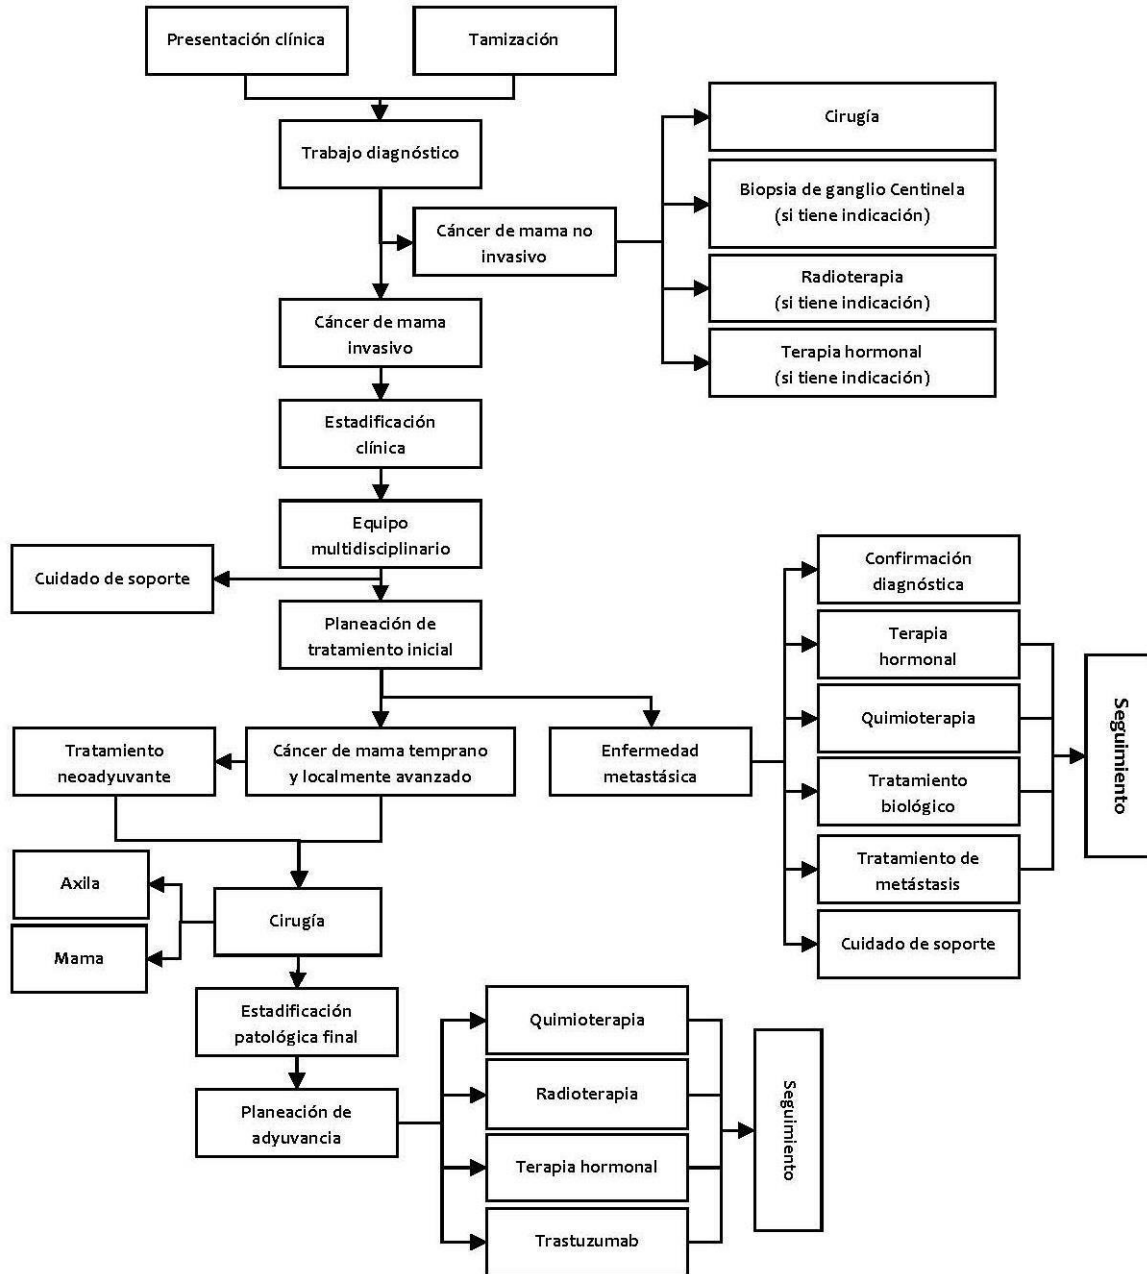 Presentación clínica
Tamización
Trabajo diagnóstico
Cáncer de mama no
invasivo
Cirugía
Biopsia de ganglio Centinela
(si tiene indicación)
Radioterapia
(si tiene indicación)
Terapia hormonal
(si tiene indicación)
Cáncer de mama
invasivo
Estadificación
clínica
Equipo
multidisciplinario
Cuidado de soporte
Planeación de
tratamiento inicial
Tratamiento
neoadyuvante
Cáncer de mama temprano
y localmente avanzado
Enfermedad
metastásica
Confirmación
diagnóstica
Terapia
hormonal
Quimioterapia
Tratamiento
biológico
Tratamiento de
metástasis
Cuidado de soporte
Seguimiento
Axila
Mama
Cirugía
Estadificación
patológica final
Planeación de
adyuvancia
Quimioterapia
Radioterapia
Terapia hormonal
Trastuzumab
Seguimiento